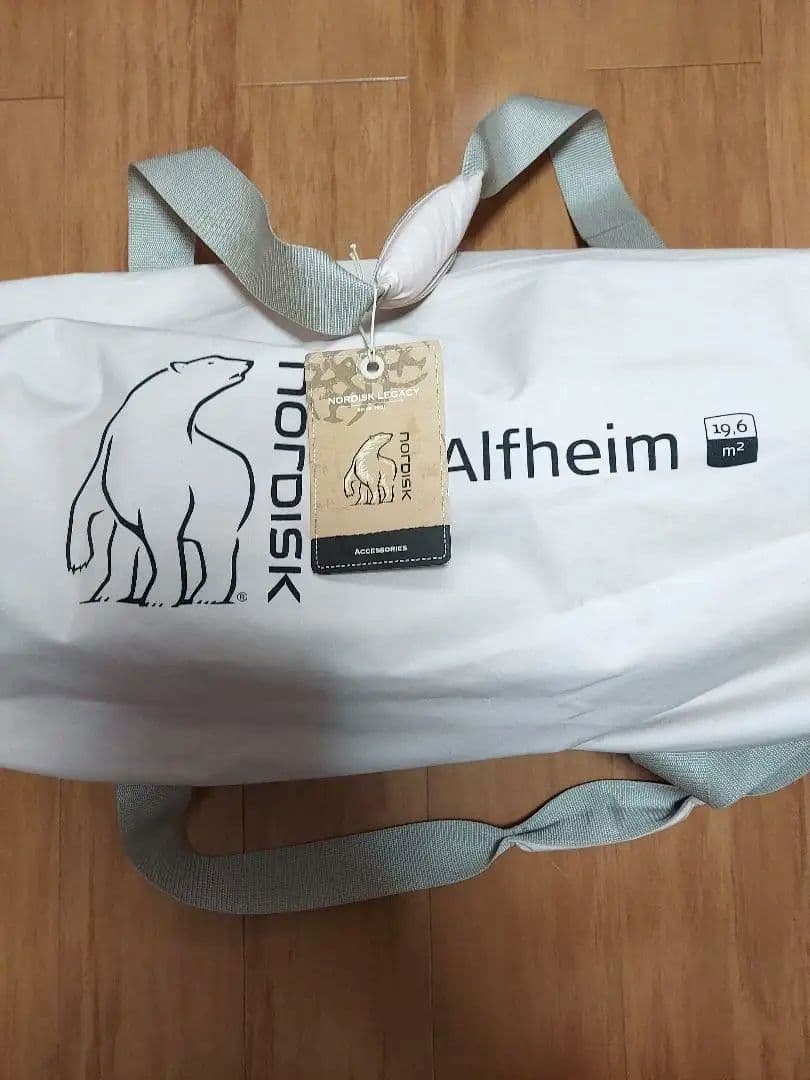 nordisk
®
NORDISK LEGACY
nordisk
ACCESSORIES
Alfheim
19,6
m²